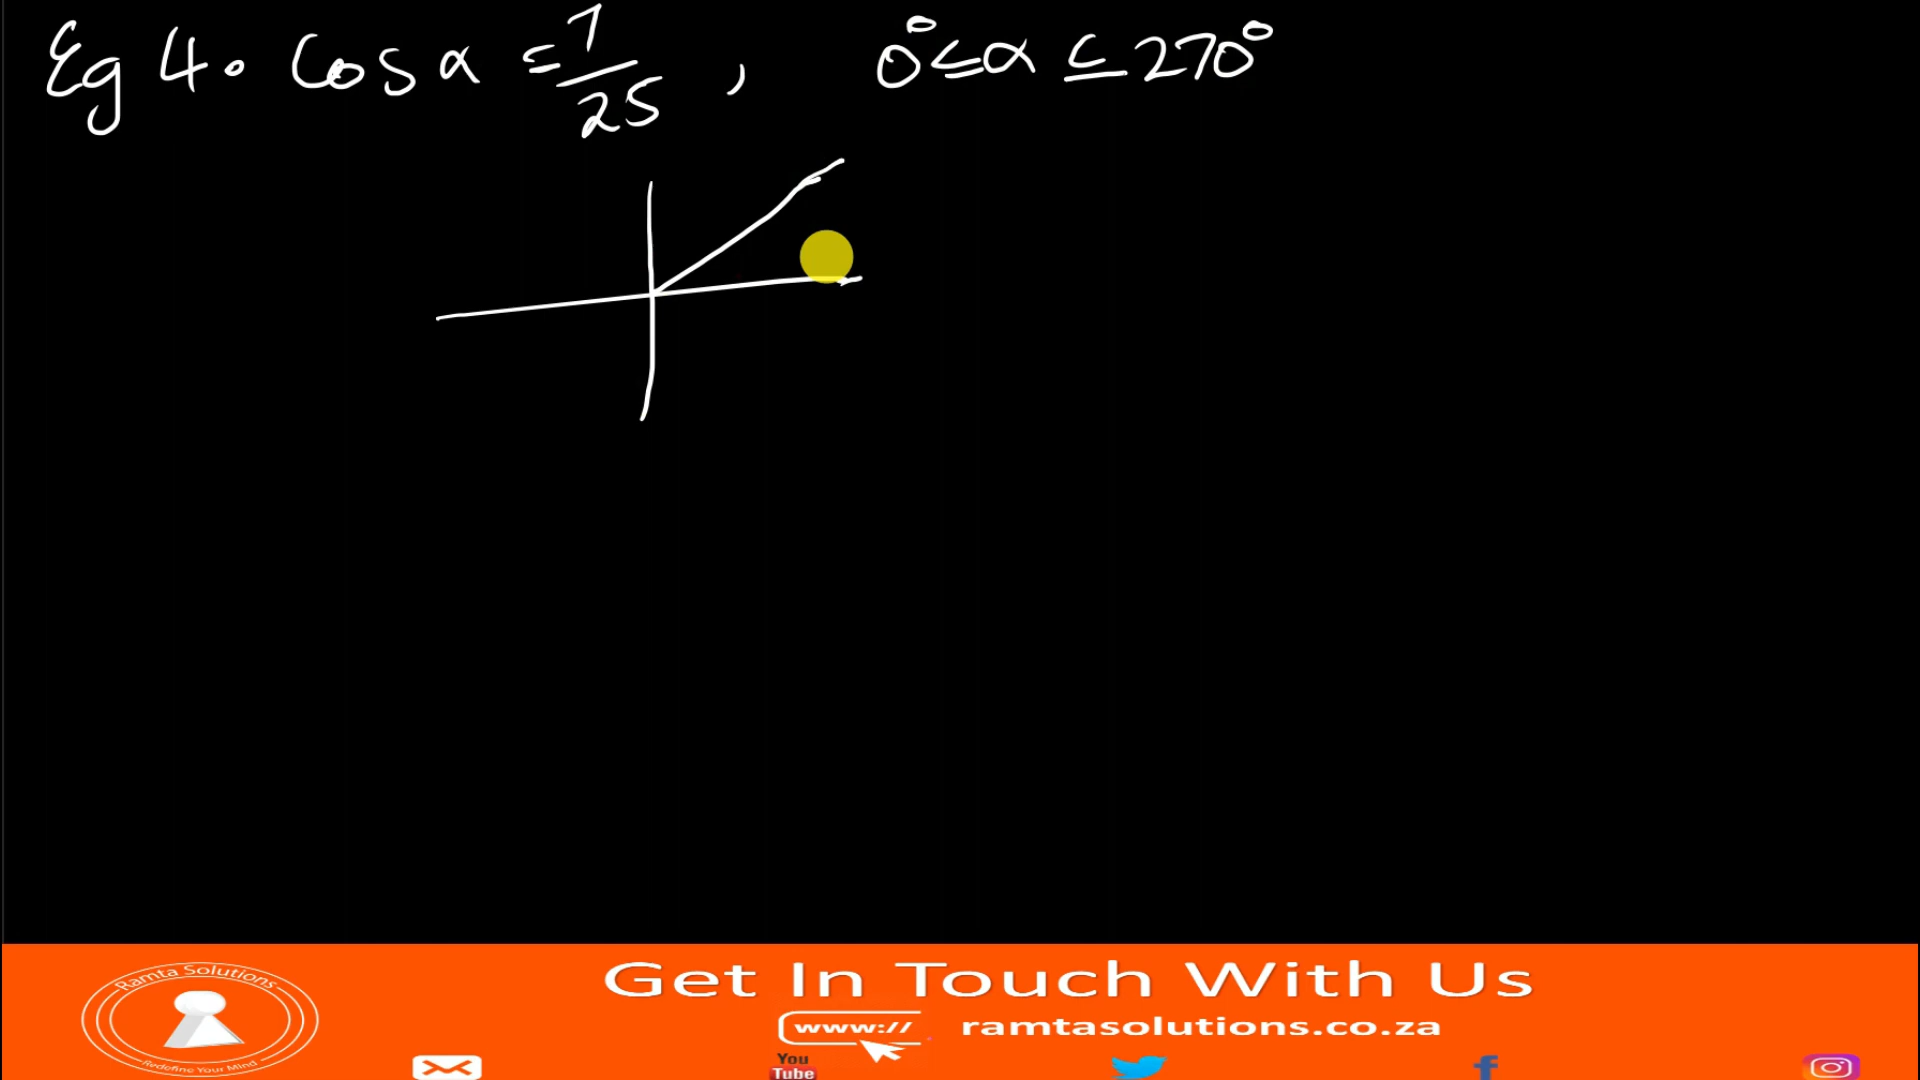 Eg 4. Cos α = 7/25 , 0° ≤ α ≤ 270°
Get In Touch With Us
www:// ramtasolutions.co.za
Ramta Solutions
Redefine Your Mind
You
Tube